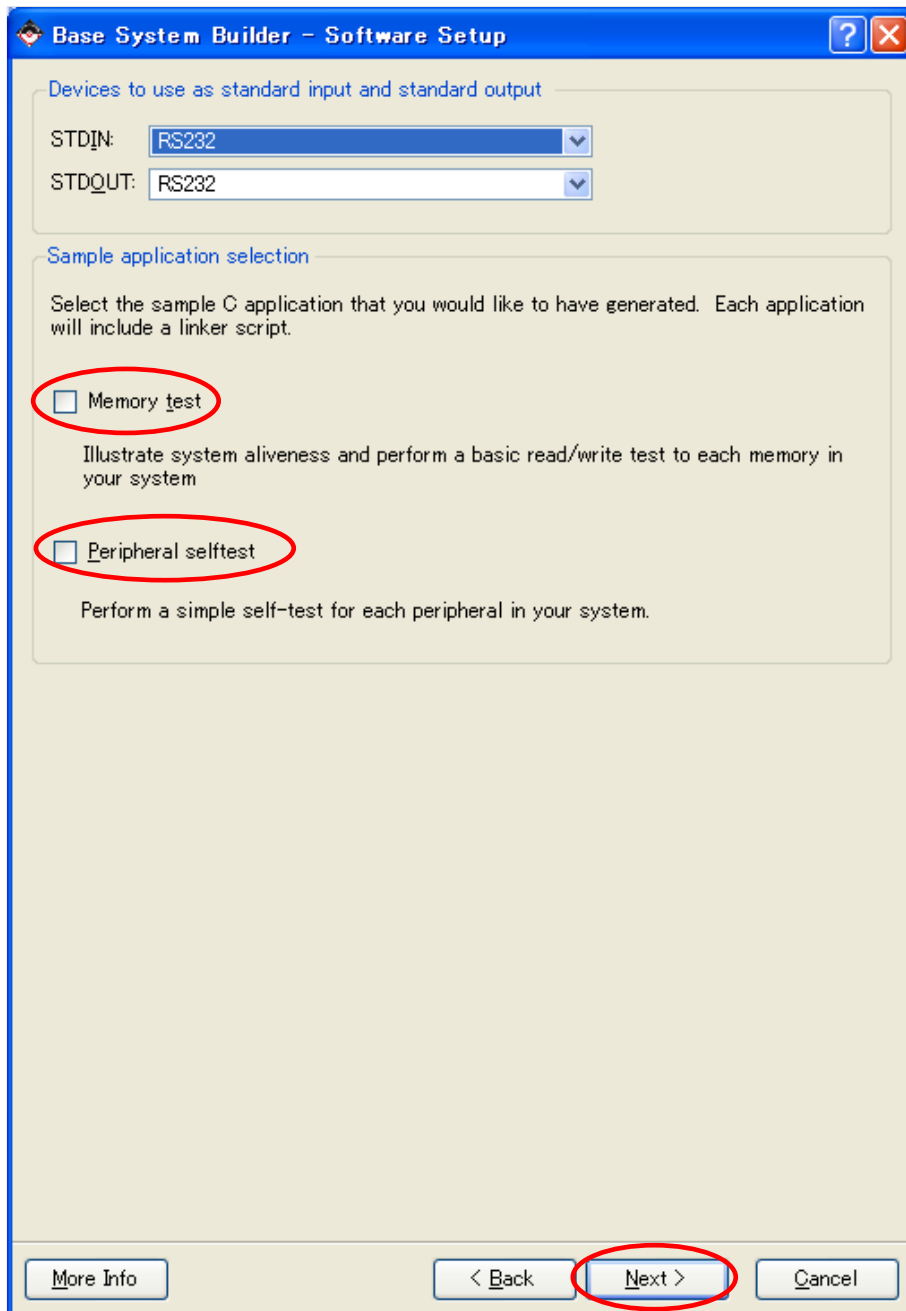 Base System Builder - Software Setup
Devices to use as standard input and standard output
STDIN: RS232
STDOUT: RS232
Sample application selection
Select the sample C application that you would like to have generated. Each application
will include a linker script.
Memory test
Illustrate system aliveness and perform a basic read/write test to each memory in
your system
Peripheral selftest
Perform a simple self-test for each peripheral in your system.
More Info
< Back
Next >
Cancel